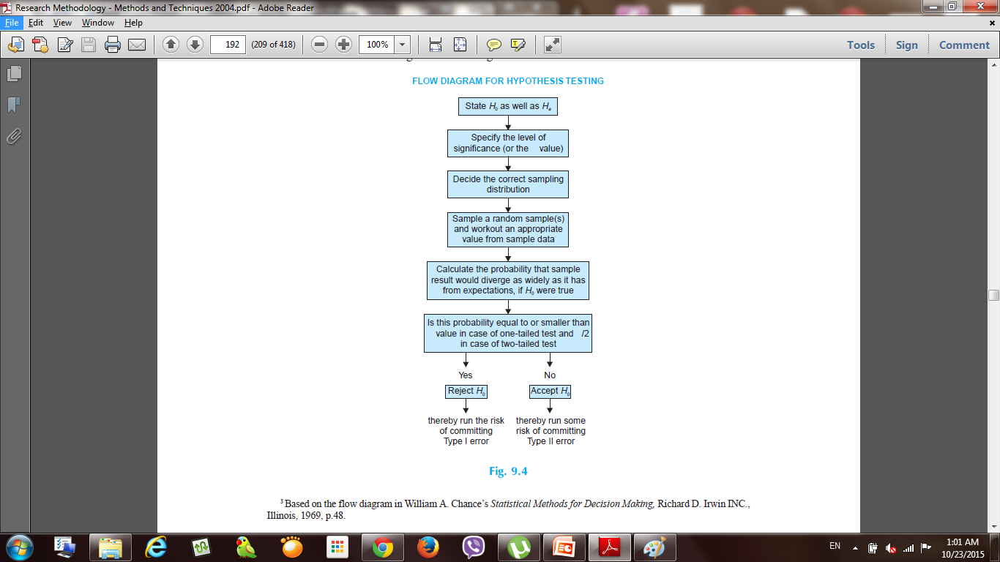 Research Methodology - Methods and Techniques 2004.pdf - Adobe Reader
File Edit View Window Help
192 (209 of 418) 100% Tools Sign Comment
FLOW DIAGRAM FOR HYPOTHESIS TESTING
State H0 as well as Ha
Specify the level of
significance (or the value)
Decide the correct sampling
distribution
Sample a random sample(s)
and workout an appropriate
value from sample data
Calculate the probability that sample
result would diverge as widely as it has
from expectations, if H0 were true
Is this probability equal to or smaller than
value in case of one-tailed test and /2
in case of two-tailed test
Yes No
Reject H0 Accept H0
thereby run the risk
of committing
Type I error
thereby run some
risk of committing
Type II error
Fig. 9.4
3 Based on the flow diagram in William A. Chance's Statistical Methods for Decision Making, Richard D. Irwin INC.,
Illinois, 1969, p.48.
EN
1:01 AM
10/23/2015